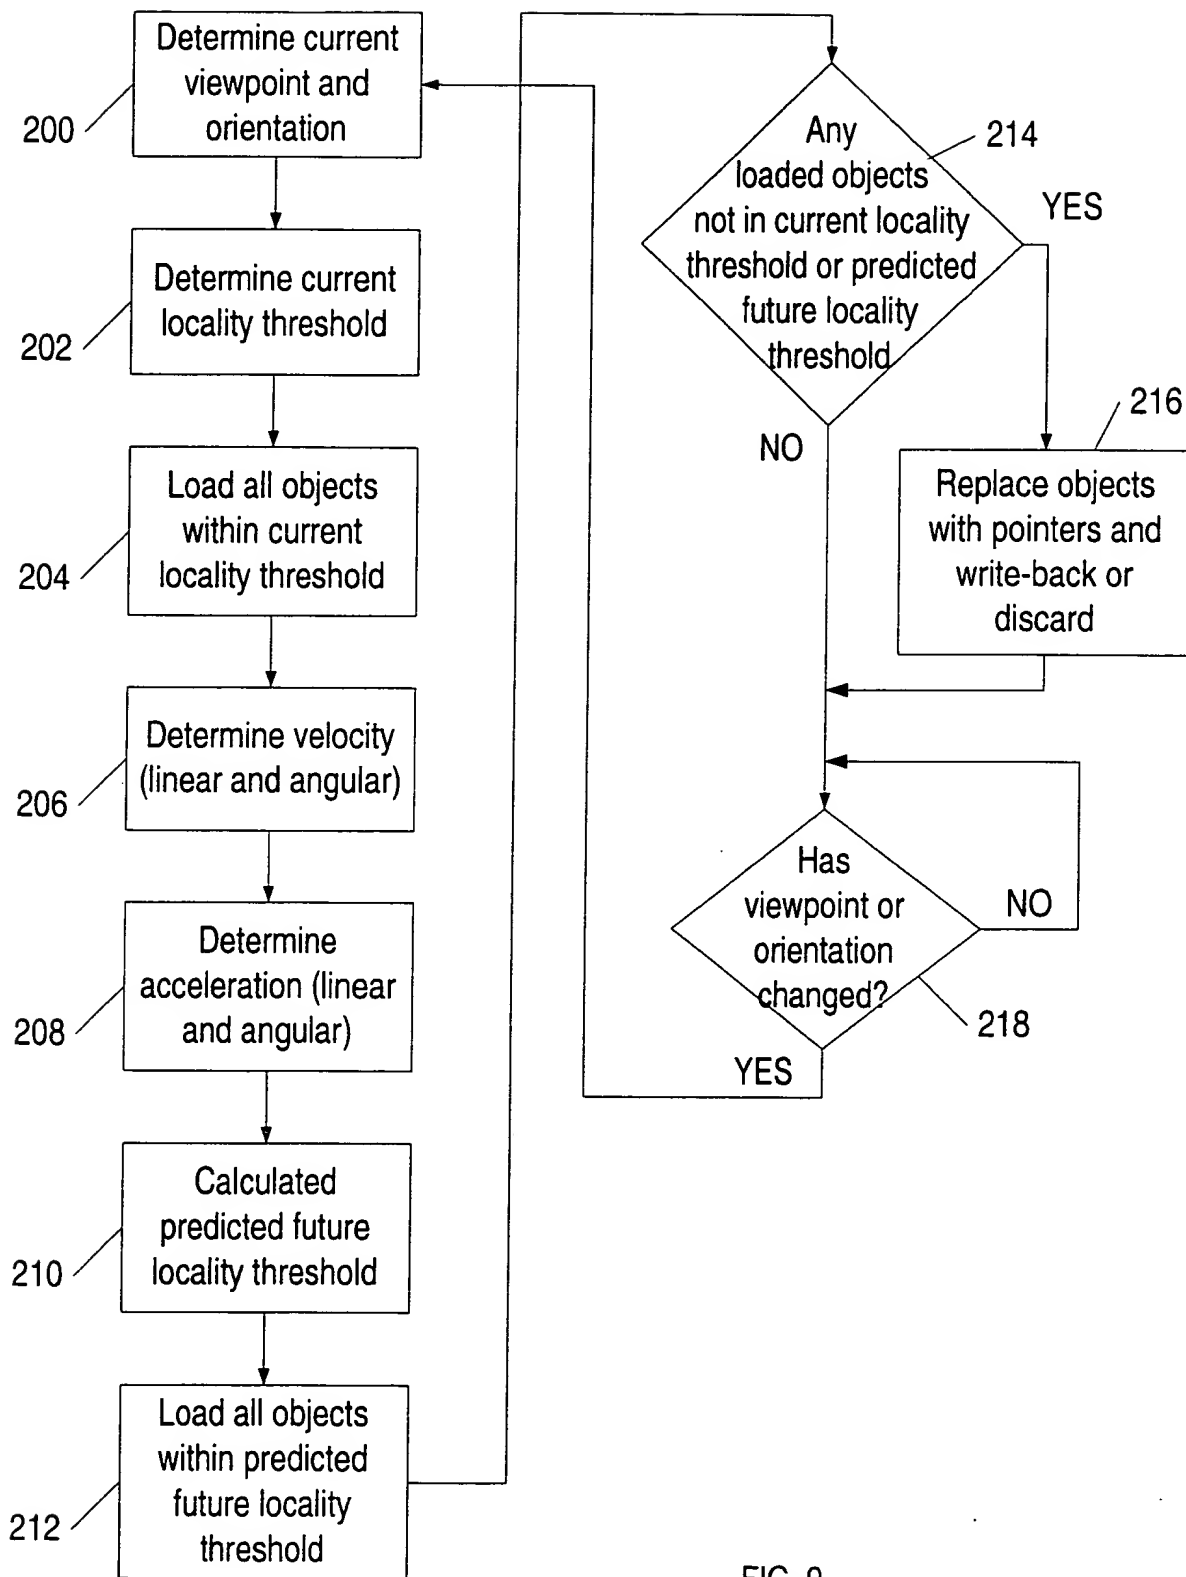 Determine current
viewpoint and
orientation
200
Determine current
locality threshold
202
Load all objects
within current
locality threshold
204
Determine velocity
(linear and angular)
206
Determine
acceleration (linear
and angular)
208
Calculated
predicted future
locality threshold
210
Load all objects
within predicted
future locality
threshold
212
Any
loaded objects
not in current locality
threshold or predicted
future locality
threshold
214
YES
NO
216
Replace objects
with pointers and
write-back or
discard
Has
viewpoint or
orientation
changed?
NO
218
YES